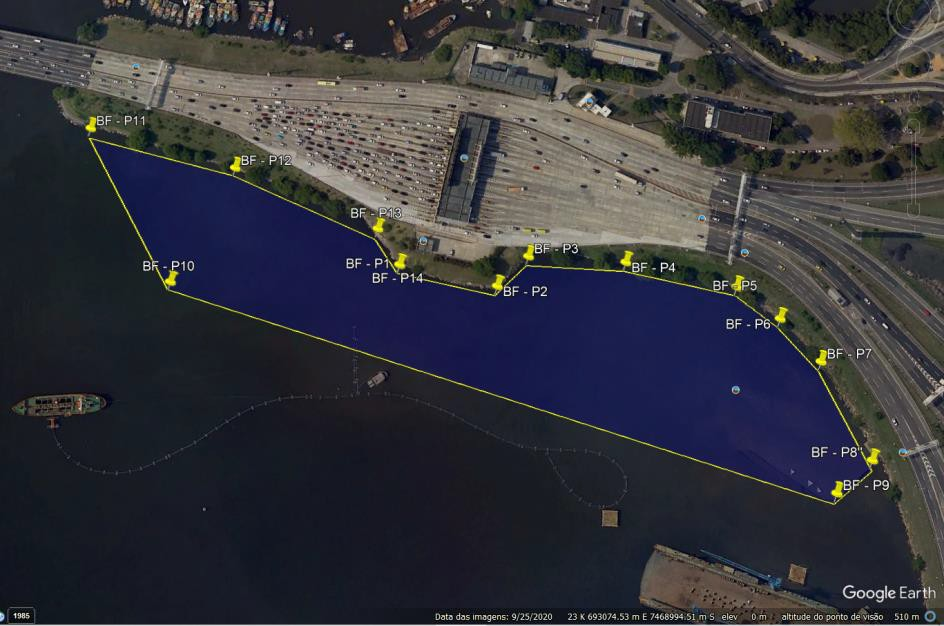 BF - P11
BF - P12
BF - P13
BF - P3
BF - P1
BF - P4
BF - P10
BF - P14
BF - P5
BF - P2
BF - P6
BF - P7
BF - P8"
BF - P9
Google Earth
1985
Data das imagens: 9/25/2020 23 K 693074.53 m E 7468994.51 m S elev 0 m altitude do ponto de visão 510 m